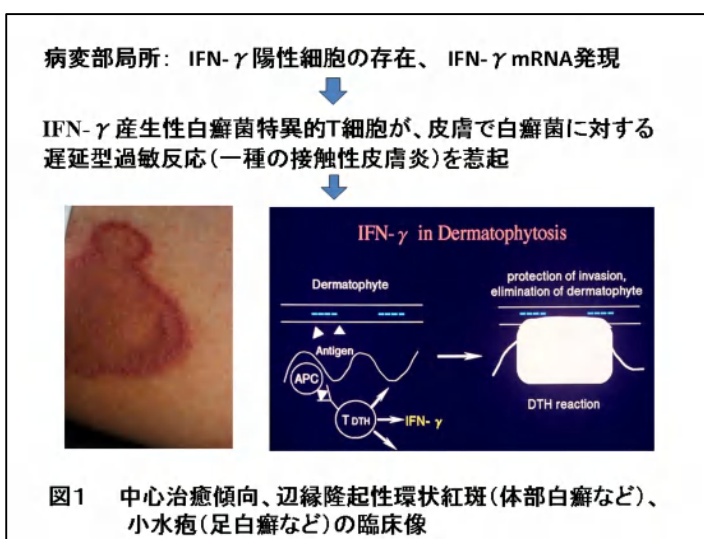 病変部局所: IFN-γ陽性細胞の存在、 IFN-γmRNA発現
IFN-γ産生性白癬菌特異的T細胞が、皮膚で白癬菌に対する
遅延型過敏反応(一種の接触性皮膚炎)を惹起
IFN-γ in Dermatophytosis
Dermatophyte
Antigen
APC
T DTH
IFN-γ
protection of invasion,
elimination of dermatophyte
DTH reaction
図1 中心治癒傾向、辺縁隆起性環状紅斑(体部白癬など)、
小水疱(足白癬など)の臨床像